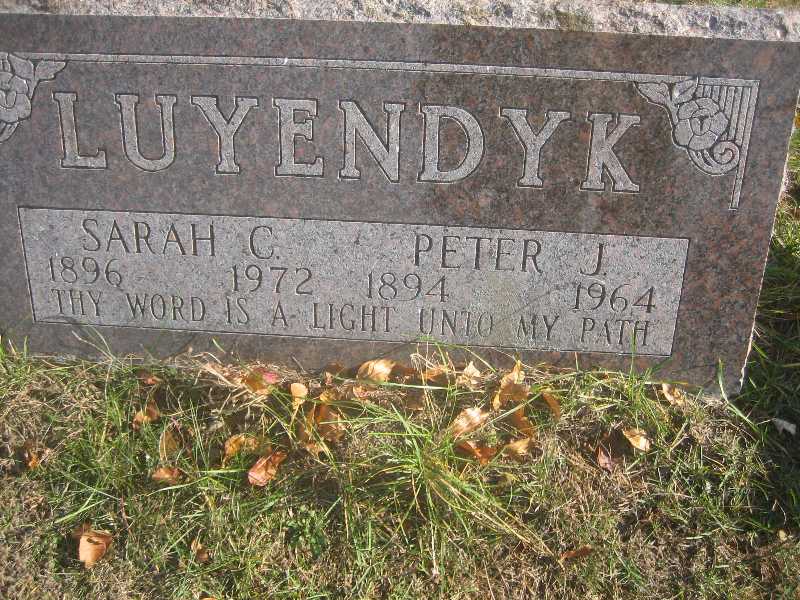 LUYENDYK
SARAH C. PETER J.
1896 1972 1894 1964
THY WORD IS A LIGHT UNTO MY PATH